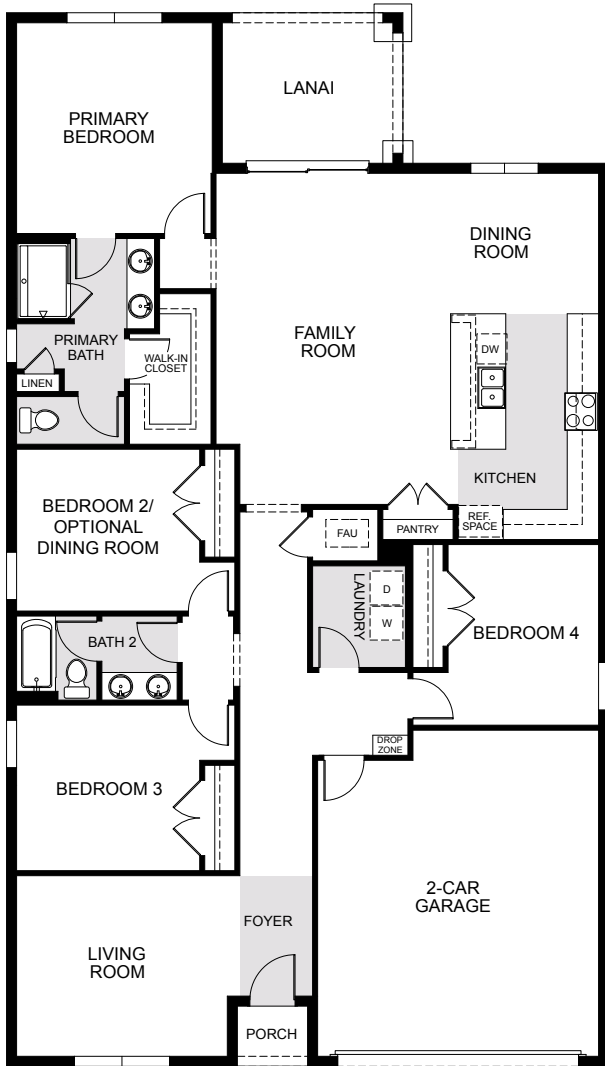 LANAI
PRIMARY
BEDROOM
DINING
ROOM
FAMILY
ROOM
PRIMARY
BATH
DW
WALK-IN
CLOSET
LINEN
KITCHEN
BEDROOM 2/
OPTIONAL
DINING ROOM
REF.
SPACE
PANTRY
FAU
LAUNDRY
D
W
BEDROOM 4
BATH 2
DROP
ZONE
BEDROOM 3
2-CAR
GARAGE
FOYER
LIVING
ROOM
PORCH